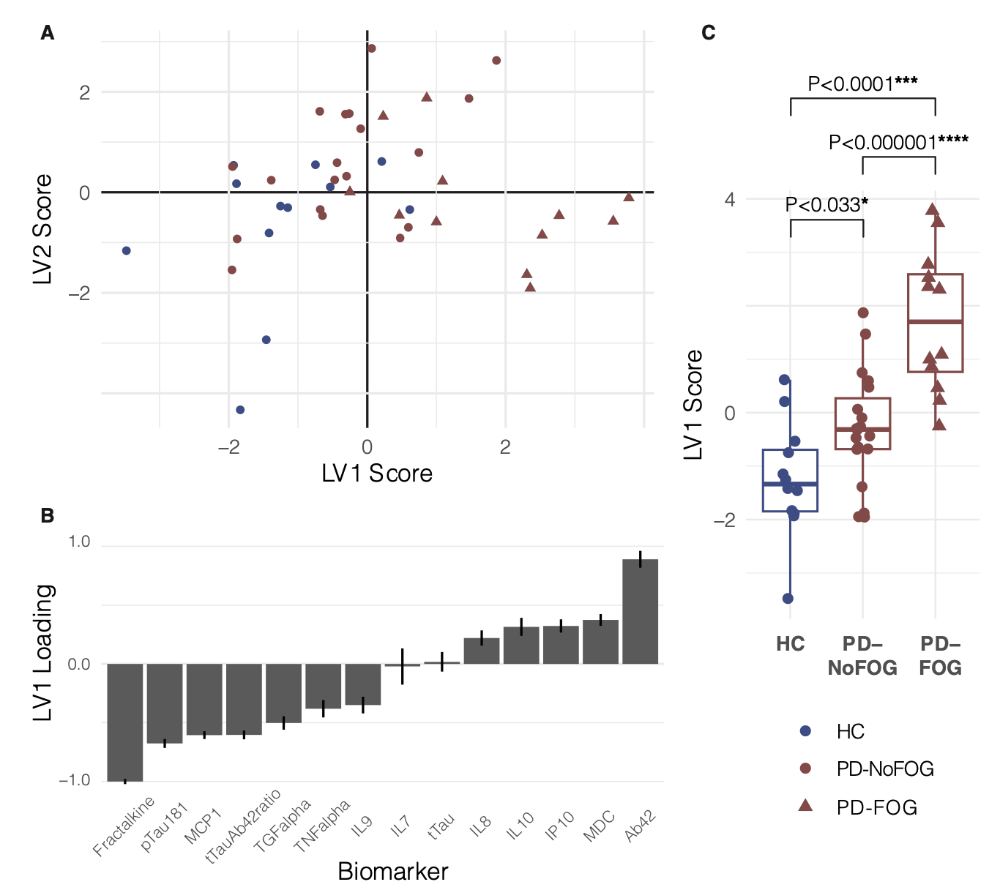 A
2
0
−2
LV2 Score
−2
0
2
LV1 Score
B
1.0
0.0
−1.0
LV1 Loading
Fractalkine
pTau181
MCP1
tTauAb42ratio
TGFalpha
TNFalpha
IL9
IL7
tTau
IL8
IL10
IP10
MDC
Ab42
Biomarker
C
P<0.0001***
P<0.000001****
P<0.033*
4
0
−2
LV1 Score
HC
PD–
NoFOG
PD–
FOG
HC
PD-NoFOG
PD-FOG